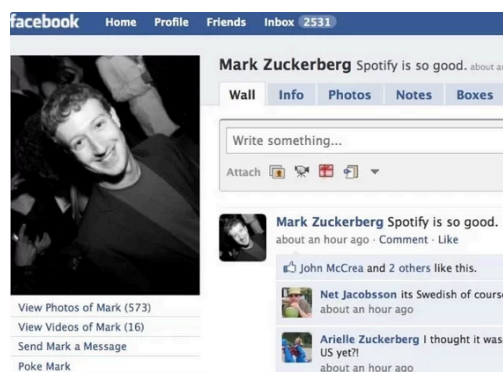 facebook Home Profile Friends Inbox 2531
Mark Zuckerberg Spotify is so good. about an
Wall Info Photos Notes Boxes
Write something...
Attach
Mark Zuckerberg Spotify is so good.
about an hour ago · Comment · Like
John McCrea and 2 others like this.
Net Jacobsson its Swedish of course
about an hour ago
Arielle Zuckerberg I thought it was
US yet?!
about an hour ago
View Photos of Mark (573)
View Videos of Mark (16)
Send Mark a Message
Poke Mark